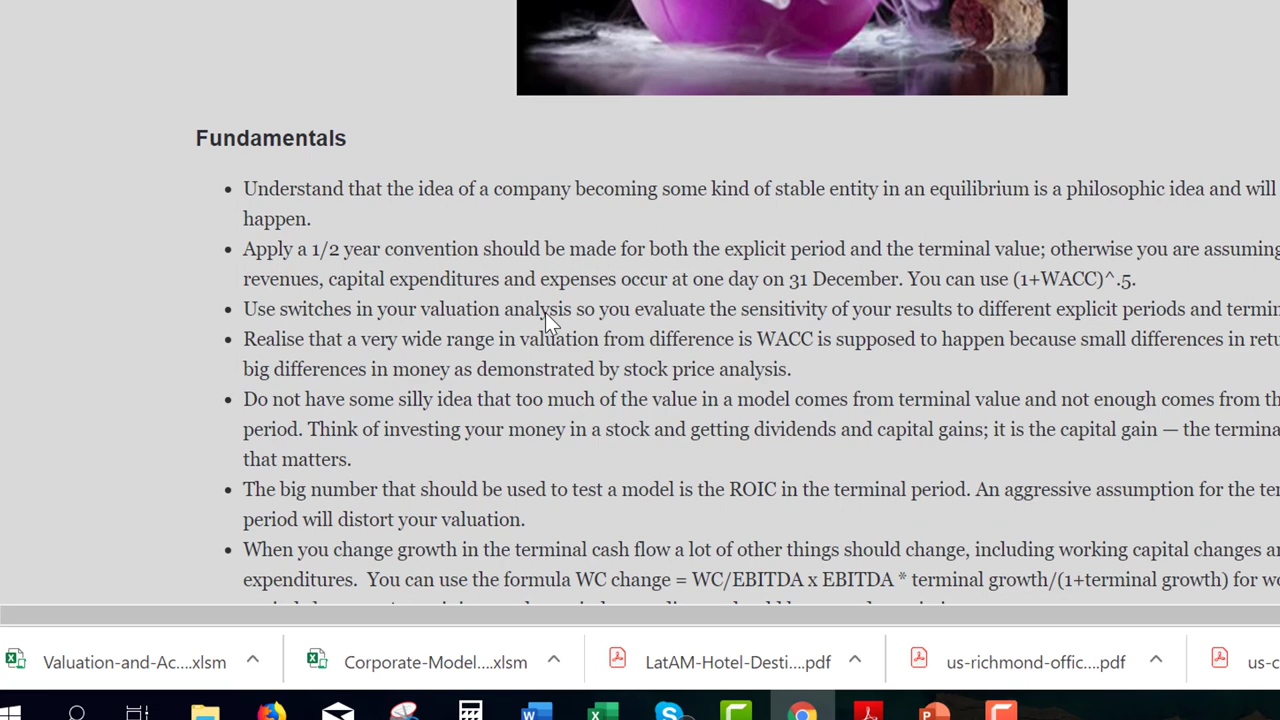 Fundamentals
Understand that the idea of a company becoming some kind of stable entity in an equilibrium is a philosophic idea and will
happen.
Apply a 1/2 year convention should be made for both the explicit period and the terminal value; otherwise you are assuming
revenues, capital expenditures and expenses occur at one day on 31 December. You can use (1+WACC)^.5.
Use switches in your valuation analysis so you evaluate the sensitivity of your results to different explicit periods and
Realise that a very wide range in valuation from difference is WACC is supposed to happen because small differences in
big differences in money as demonstrated by stock price analysis.
Do not have some silly idea that too much of the value in a model comes from terminal value and not enough comes from
period. Think of investing your money in a stock and getting dividends and capital gains; it is the capital gain — the
that matters.
The big number that should be used to test a model is the ROIC in the terminal period. An aggressive assumption for the
period will distort your valuation.
When you change growth in the terminal cash flow a lot of other things should change, including working capital changes
expenditures. You can use the formula WC change = WC/EBITDA x EBITDA * terminal growth/(1+terminal growth) for
Valuation-and-Ac....xlsm
Corporate-Model....xlsm
LatAM-Hotel-Desti....pdf
us-richmond-offic....pdf